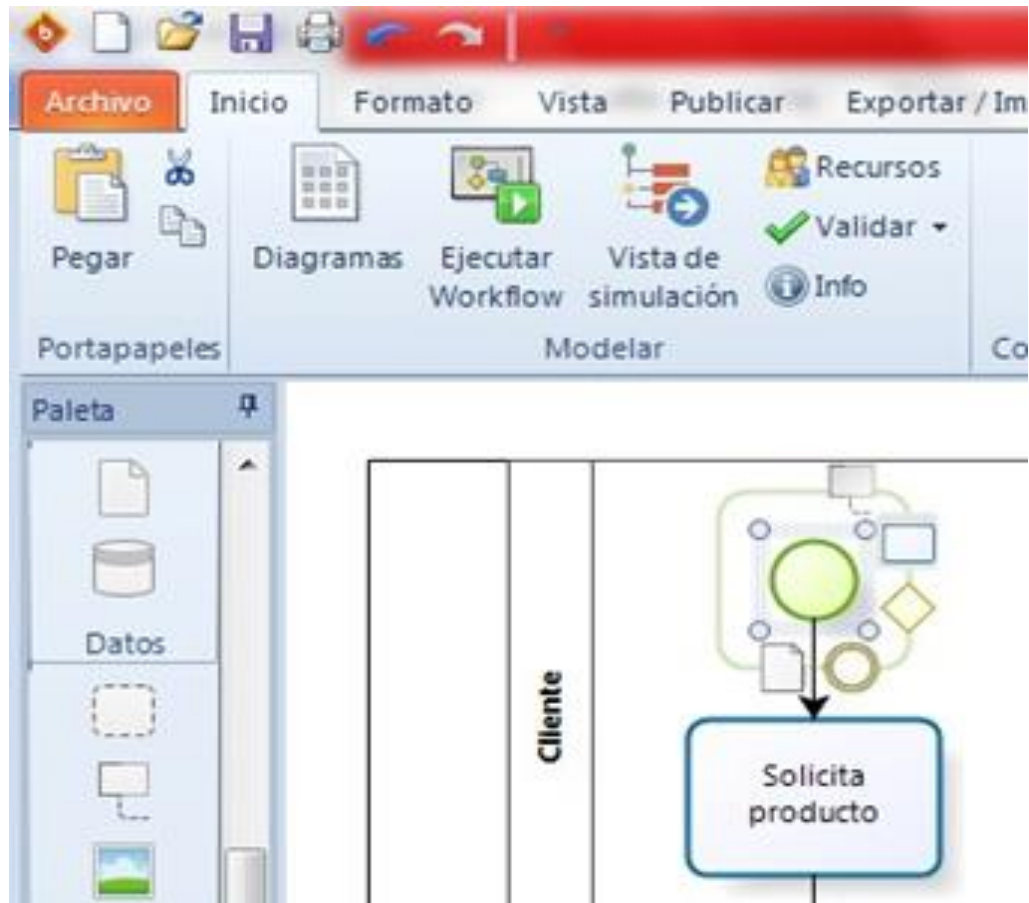 Archivo Inicio Formato Vista Publicar Exportar / Im
Recursos
Validar
Info
Pegar
Diagramas
Ejecutar
Workflow
Vista de
simulación
Portapapeles
Modelar
Co
Paleta
Datos
Cliente
Solicita
producto